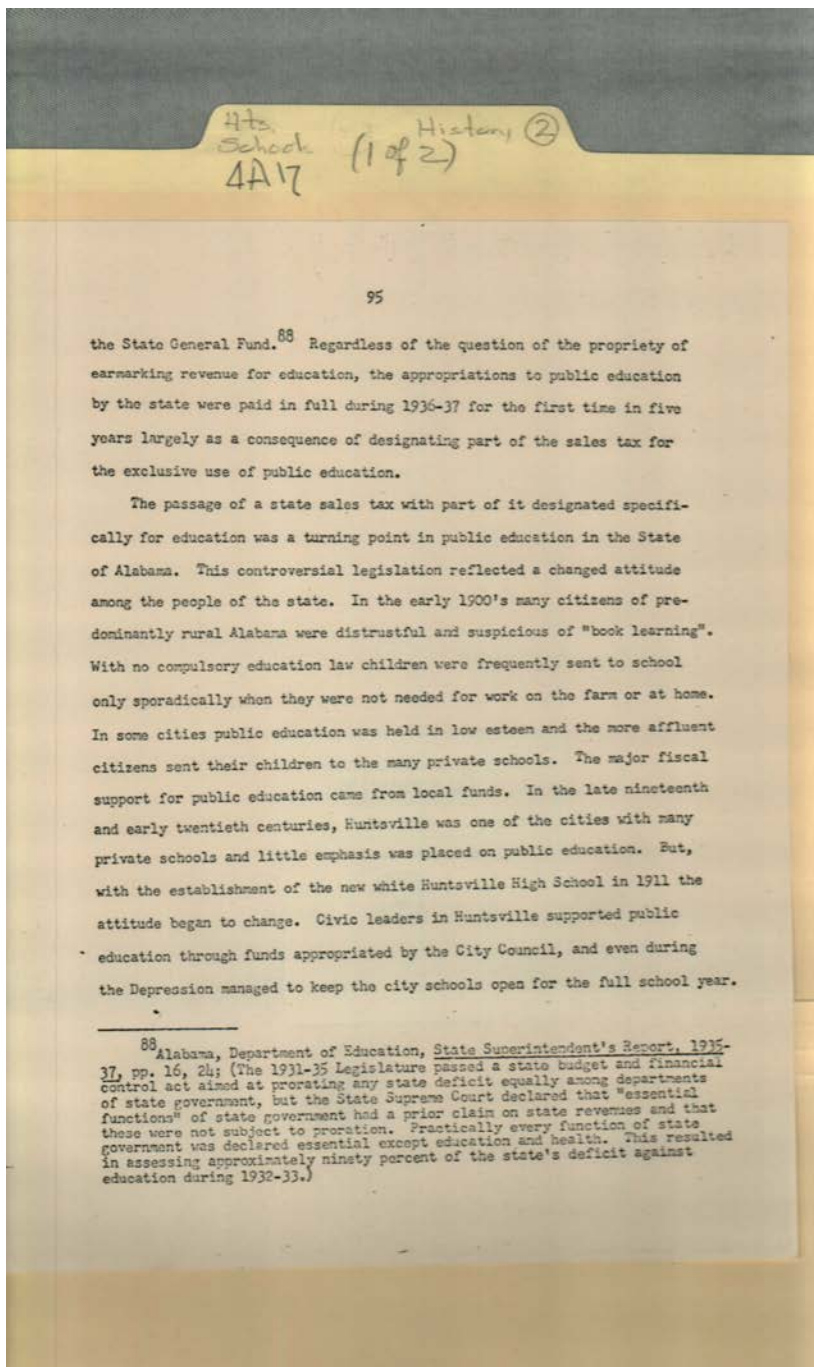 Hts. History ②
School (1 of 2)
4A17
95
the State General Fund.88 Regardless of the question of the propriety of
earmarking revenue for education, the appropriations to public education
by the state were paid in full during 1936-37 for the first time in five
years largely as a consequence of designating part of the sales tax for
the exclusive use of public education.
The passage of a state sales tax with part of it designated specifi-
cally for education was a turning point in public education in the State
of Alabama. This controversial legislation reflected a changed attitude
among the people of the state. In the early 1900's many citizens of pre-
dominantly rural Alabama were distrustful and suspicious of "book learning".
With no compulsory education law children were frequently sent to school
only sporadically when they were not needed for work on the farm or at home.
In some cities public education was held in low esteem and the more affluent
citizens sent their children to the many private schools. The major fiscal
support for public education came from local funds. In the late nineteenth
and early twentieth centuries, Huntsville was one of the cities with many
private schools and little emphasis was placed on public education. But,
with the establishment of the new white Huntsville High School in 1911 the
attitude began to change. Civic leaders in Huntsville supported public
education through funds appropriated by the City Council, and even during
the Depression managed to keep the city schools open for the full school year.
88Alabama, Department of Education, State Superintendent's Report, 1935-
37, pp. 16, 24; (The 1931-35 Legislature passed a state budget and financial
control act aimed at prorating any state deficit equally among departments
of state government, but the State Supreme Court declared that "essential
functions" of state government had a prior claim on state revenues and that
these were not subject to proration. Practically every function of state
government was declared essential except education and health. This resulted
in assessing approximately ninety percent of the state's deficit against
education during 1932-33.)